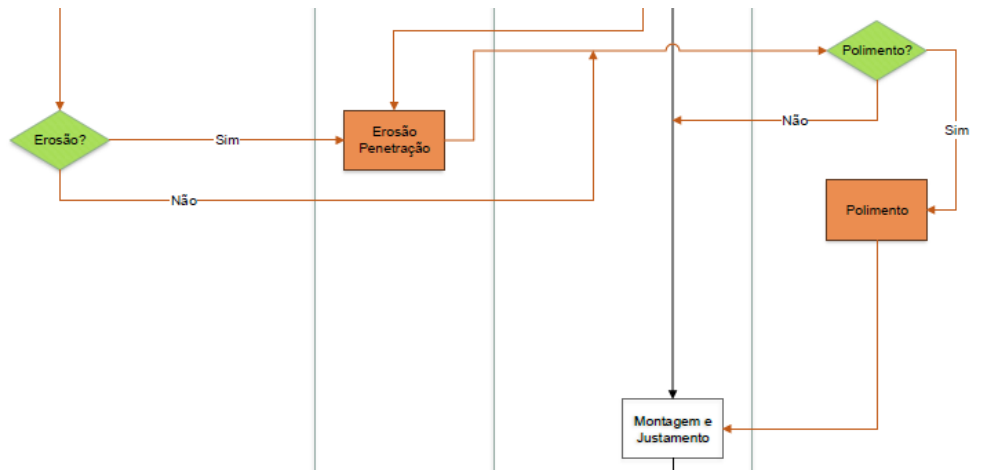 Polimento?
Não
Sim
Erosão?
Sim
Erosão
Penetração
Não
Polimento
Montagem e
Justamento